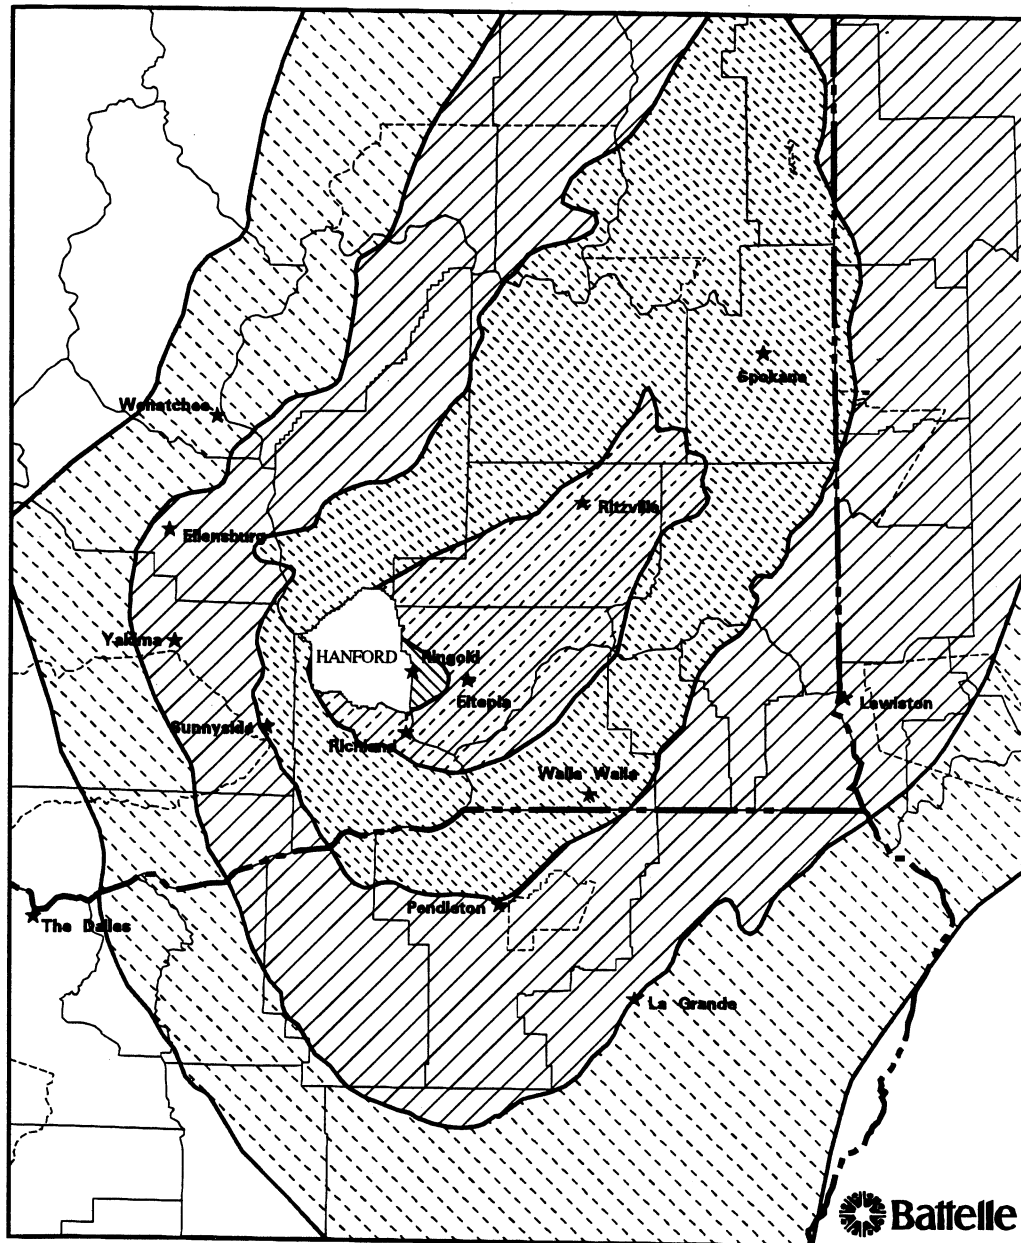 Spokane
Wenatchee
Ritzville
Ellensburg
Yakima
HANFORD
Ringold
Eltopia
Lewiston
Sunnyside
Richland
Walla Walla
Pendleton
The Dalles
La Grande
Battelle